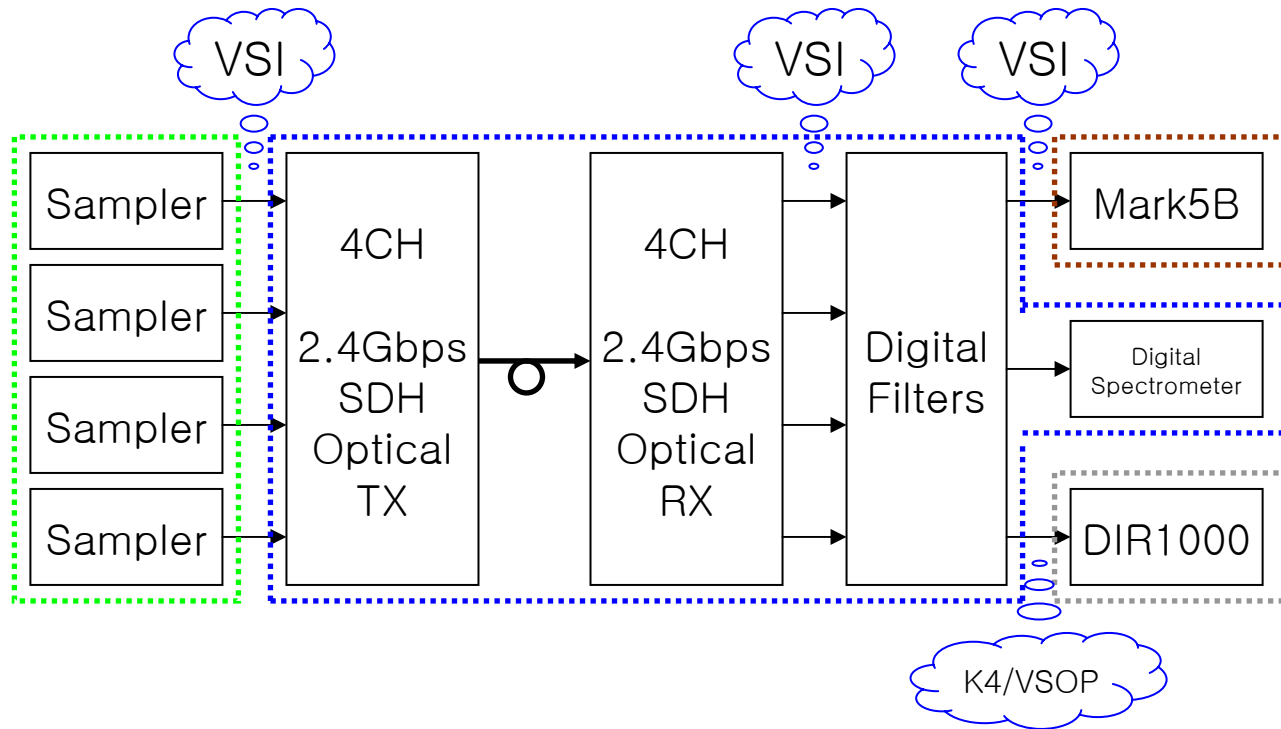 VSI
VSI
VSI
Sampler
Sampler
Sampler
Sampler
4CH
2.4Gbps
SDH
Optical
TX
4CH
2.4Gbps
SDH
Optical
RX
Digital
Filters
Mark5B
Digital
Spectrometer
DIR1000
K4/VSOP